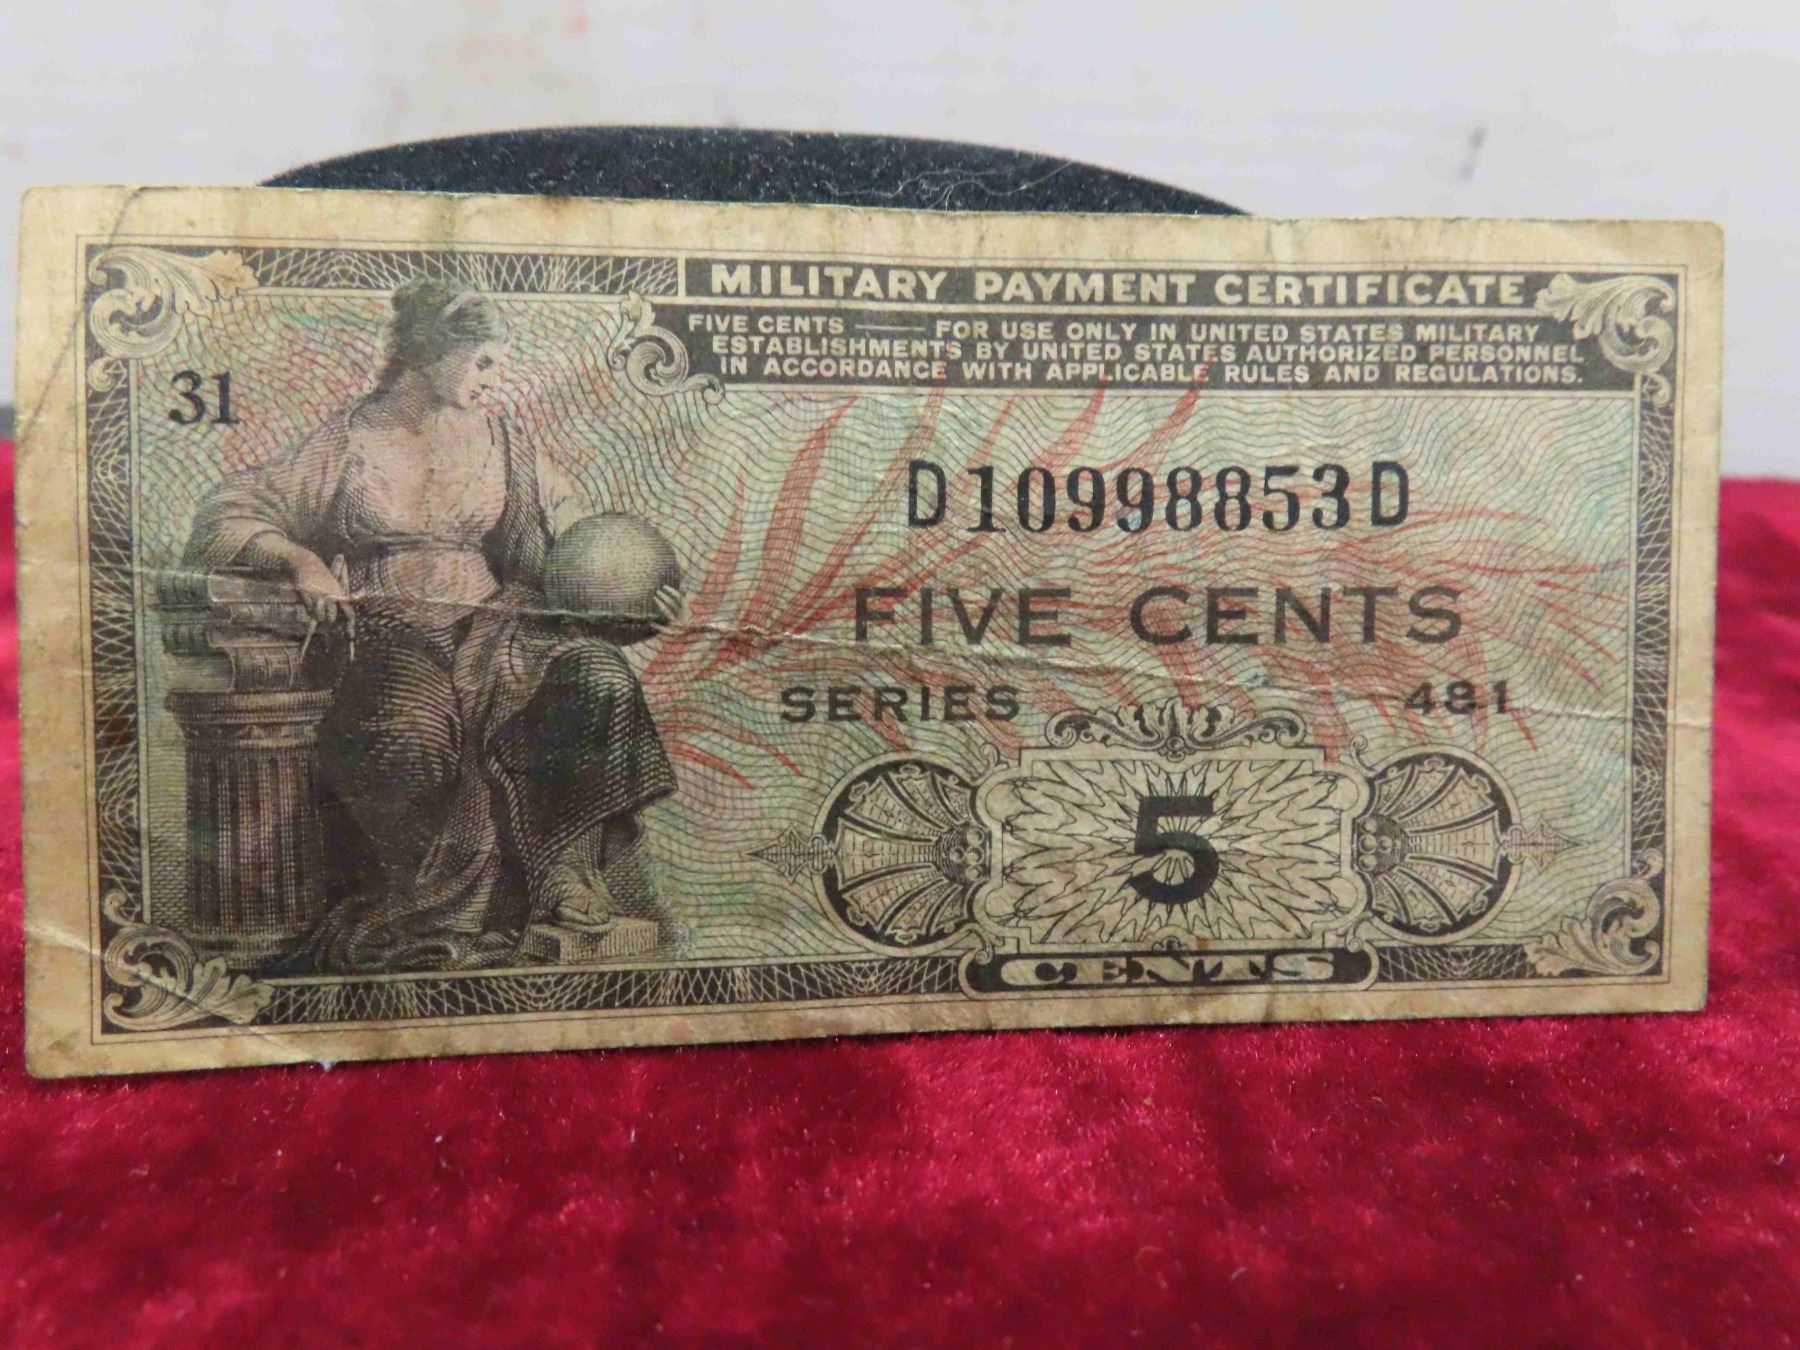 MILITARY PAYMENT CERTIFICATE
FIVE CENTS —— FOR USE ONLY IN UNITED STATES MILITARY
ESTABLISHMENTS BY UNITED STATES AUTHORIZED PERSONNEL
IN ACCORDANCE WITH APPLICABLE RULES AND REGULATIONS.
31
D10998853D
FIVE CENTS
SERIES 481
5
CENTS